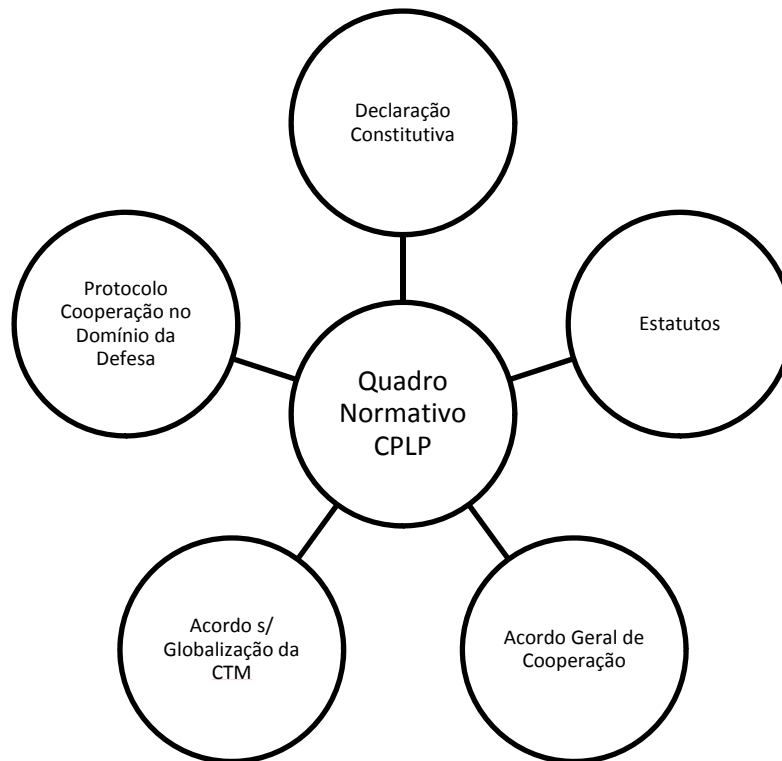 Declaração
Constitutiva
Protocolo
Cooperação no
Domínio da
Defesa
Estatutos
Quadro
Normativo
CPLP
Acordo s/
Globalização da
CTM
Acordo Geral de
Cooperação